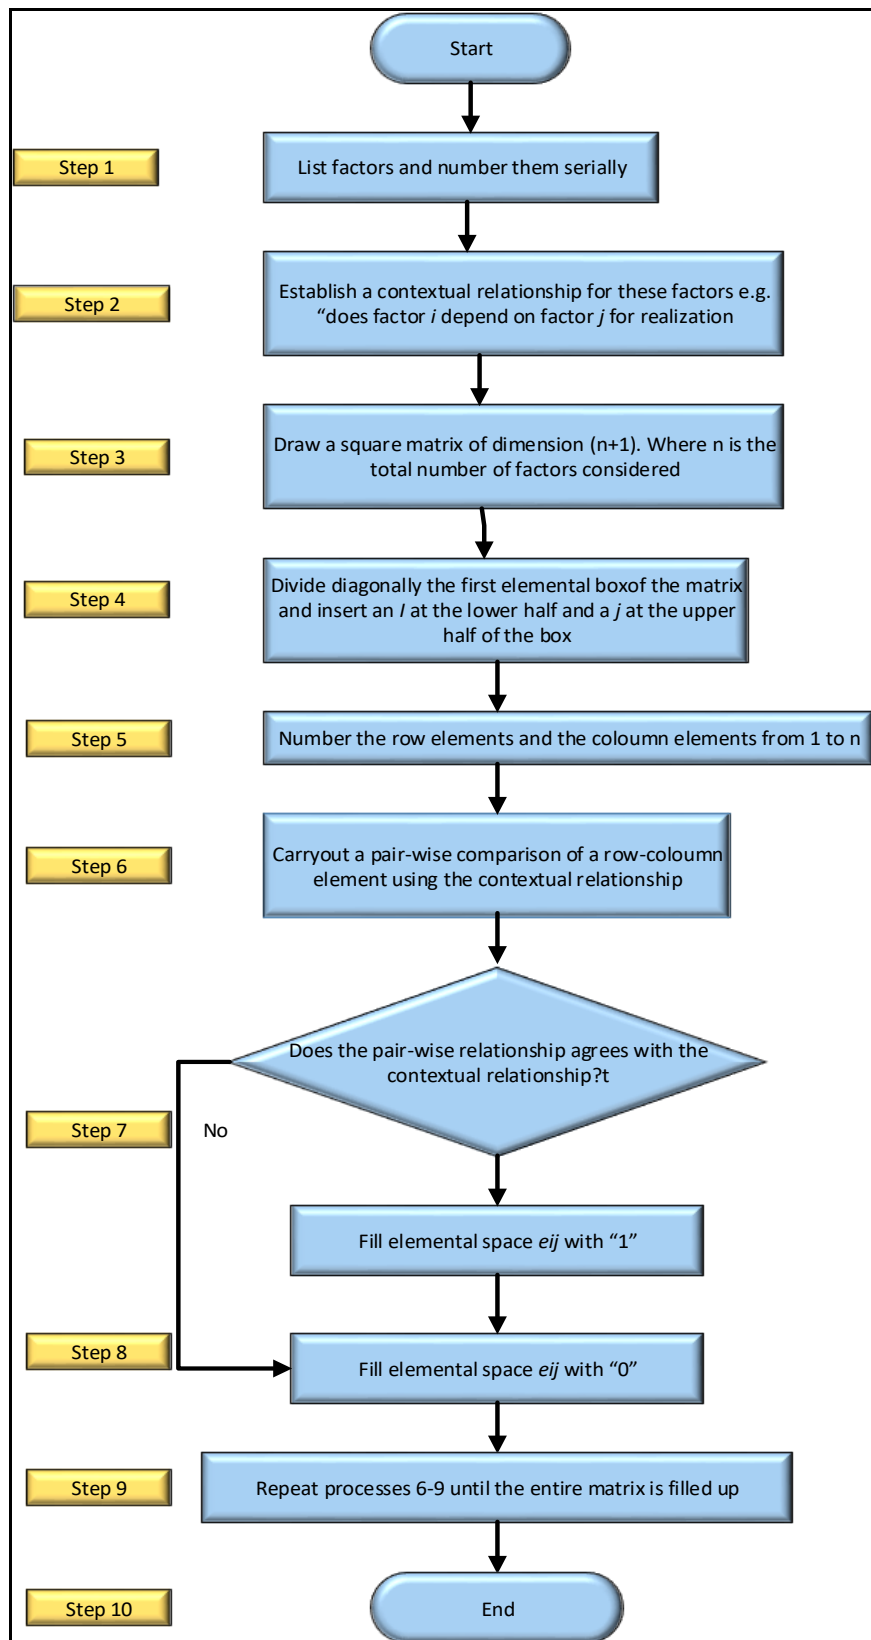 Start
Step 1
List factors and number them serially
Step 2
Establish a contextual relationship for these factors e.g.
“does factor i depend on factor j for realization
Step 3
Draw a square matrix of dimension (n+1). Where n is the
total number of factors considered
Step 4
Divide diagonally the first elemental boxof the matrix
and insert an I at the lower half and a j at the upper
half of the box
Step 5
Number the row elements and the coloumn elements from 1 to n
Step 6
Carryout a pair-wise comparison of a row-coloumn
element using the contextual relationship
Does the pair-wise relationship agrees with the
contextual relationship?t
Step 7
No
Fill elemental space eij with “1”
Step 8
Fill elemental space eij with “0”
Step 9
Repeat processes 6-9 until the entire matrix is filled up
Step 10
End